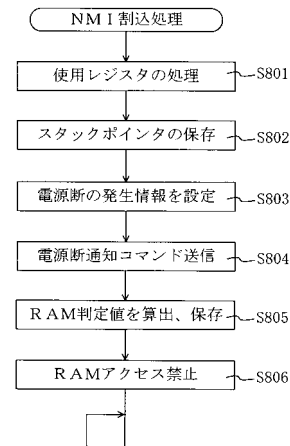 NMI割込処理
使用レジスタの処理
S801
スタックポインタの保存
S802
電源断の発生情報を設定
S803
電源断通知コマンド送信
S804
RAM判定値を算出、保存
S805
RAMアクセス禁止
S806